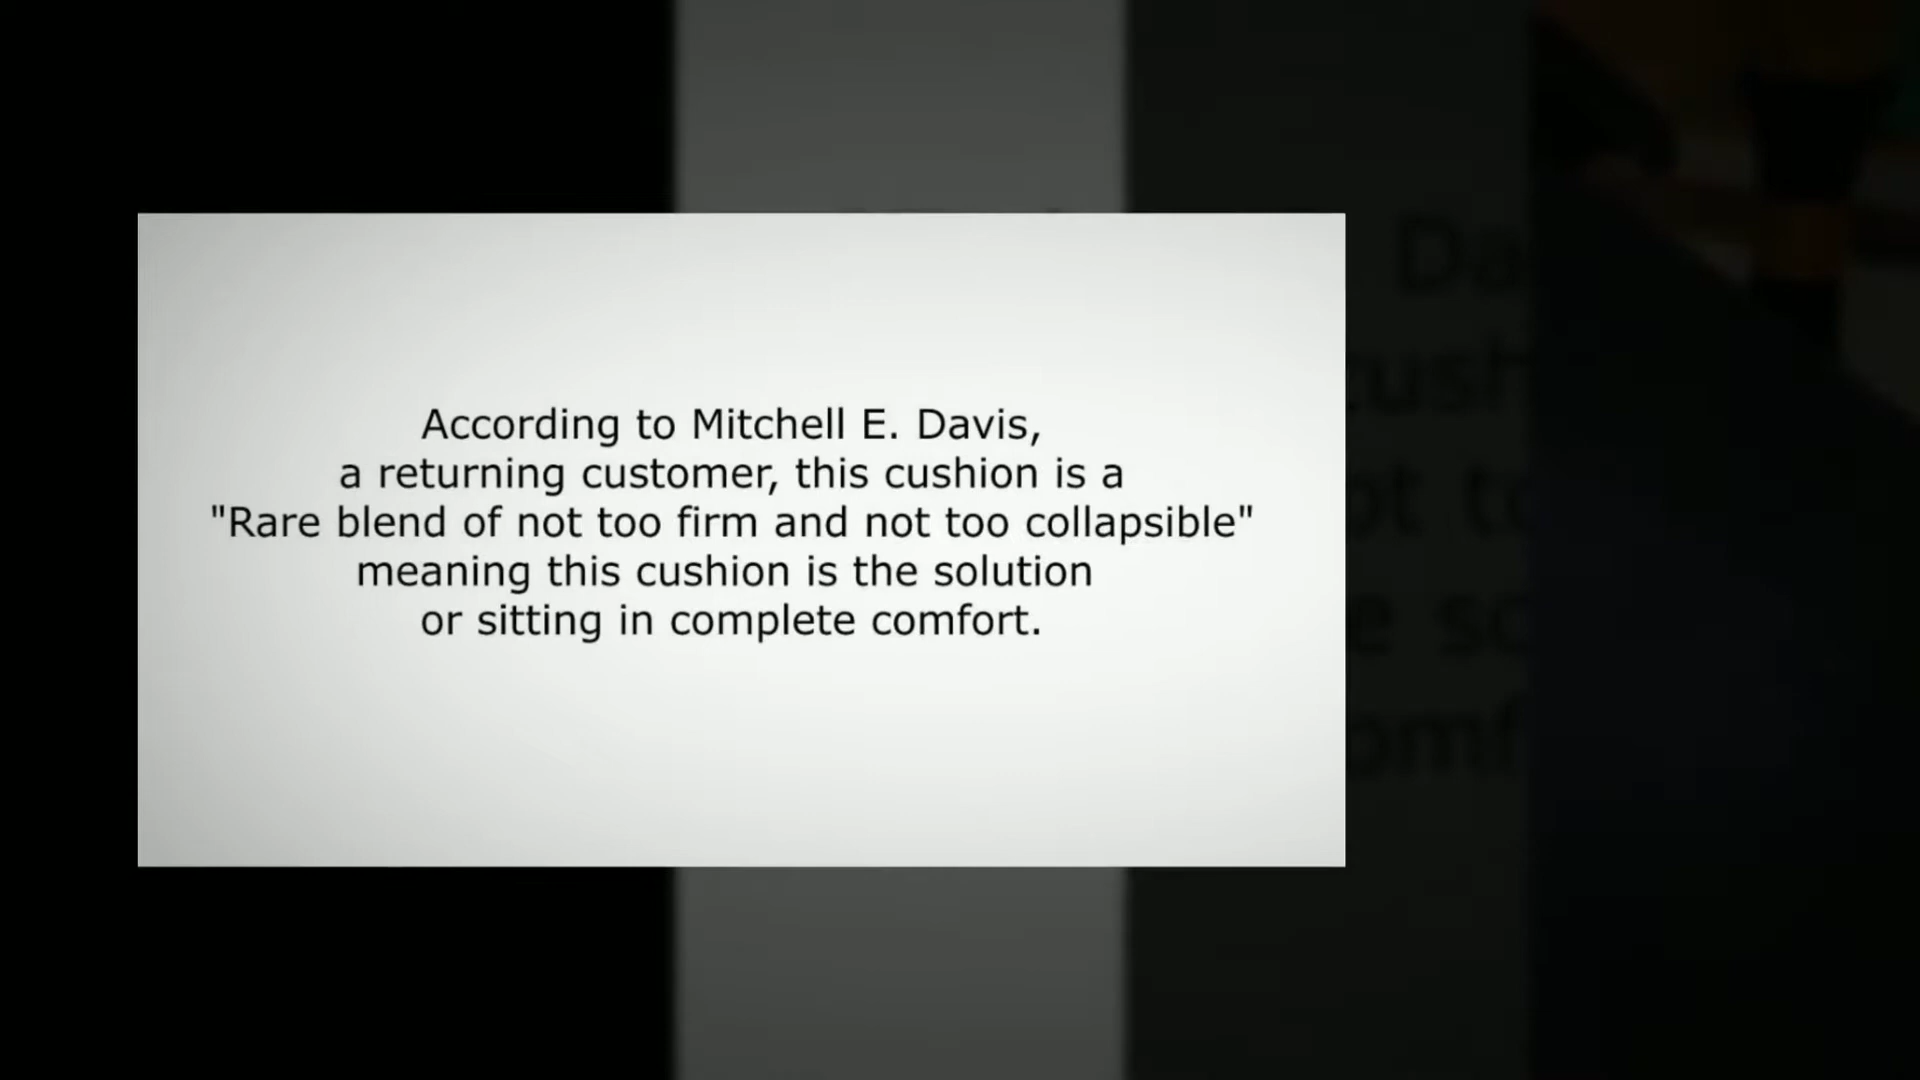 According to Mitchell E. Davis,
a returning customer, this cushion is a
"Rare blend of not too firm and not too collapsible"
meaning this cushion is the solution
or sitting in complete comfort.